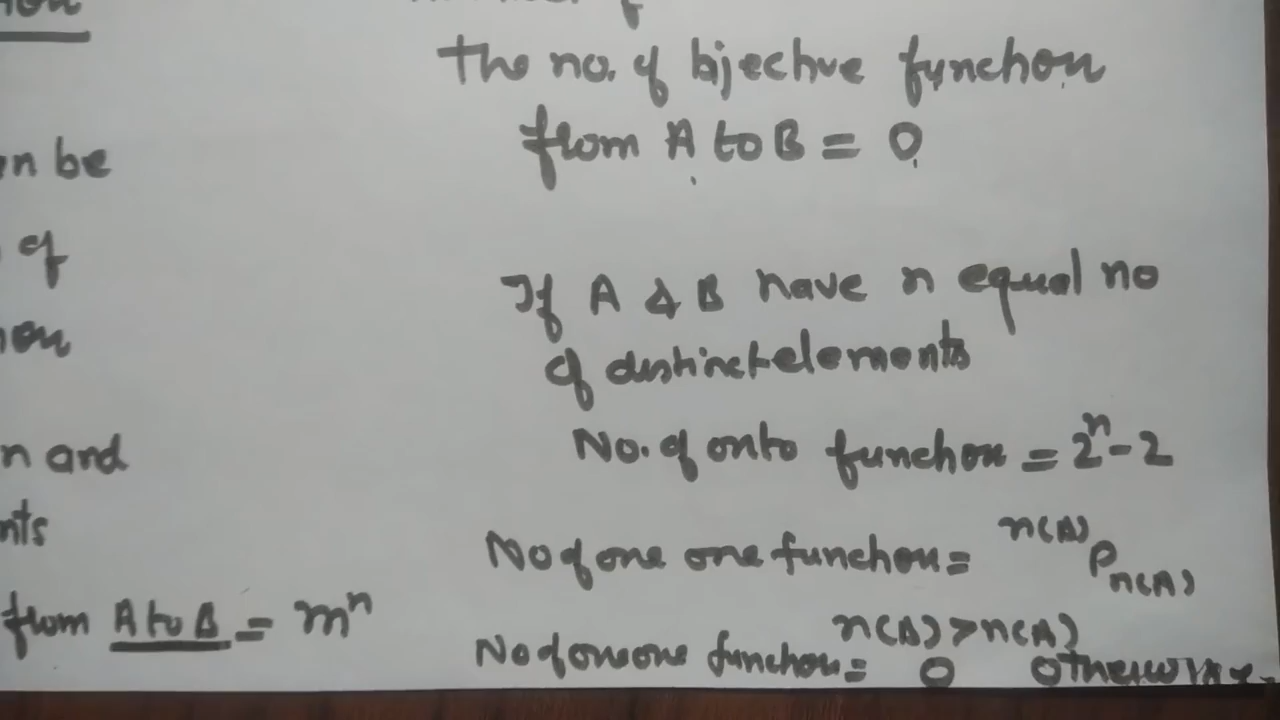 n be
of
n and
nts
from A to B = mⁿ
The no. of bijective function
from A to B = 0
If A & B have n equal no
of distinct elements
No. of onto function = 2ⁿ-2
No of one one function = n(B)Pn(A)
n(B) > n(A)
No of one one function = 0 otherwise